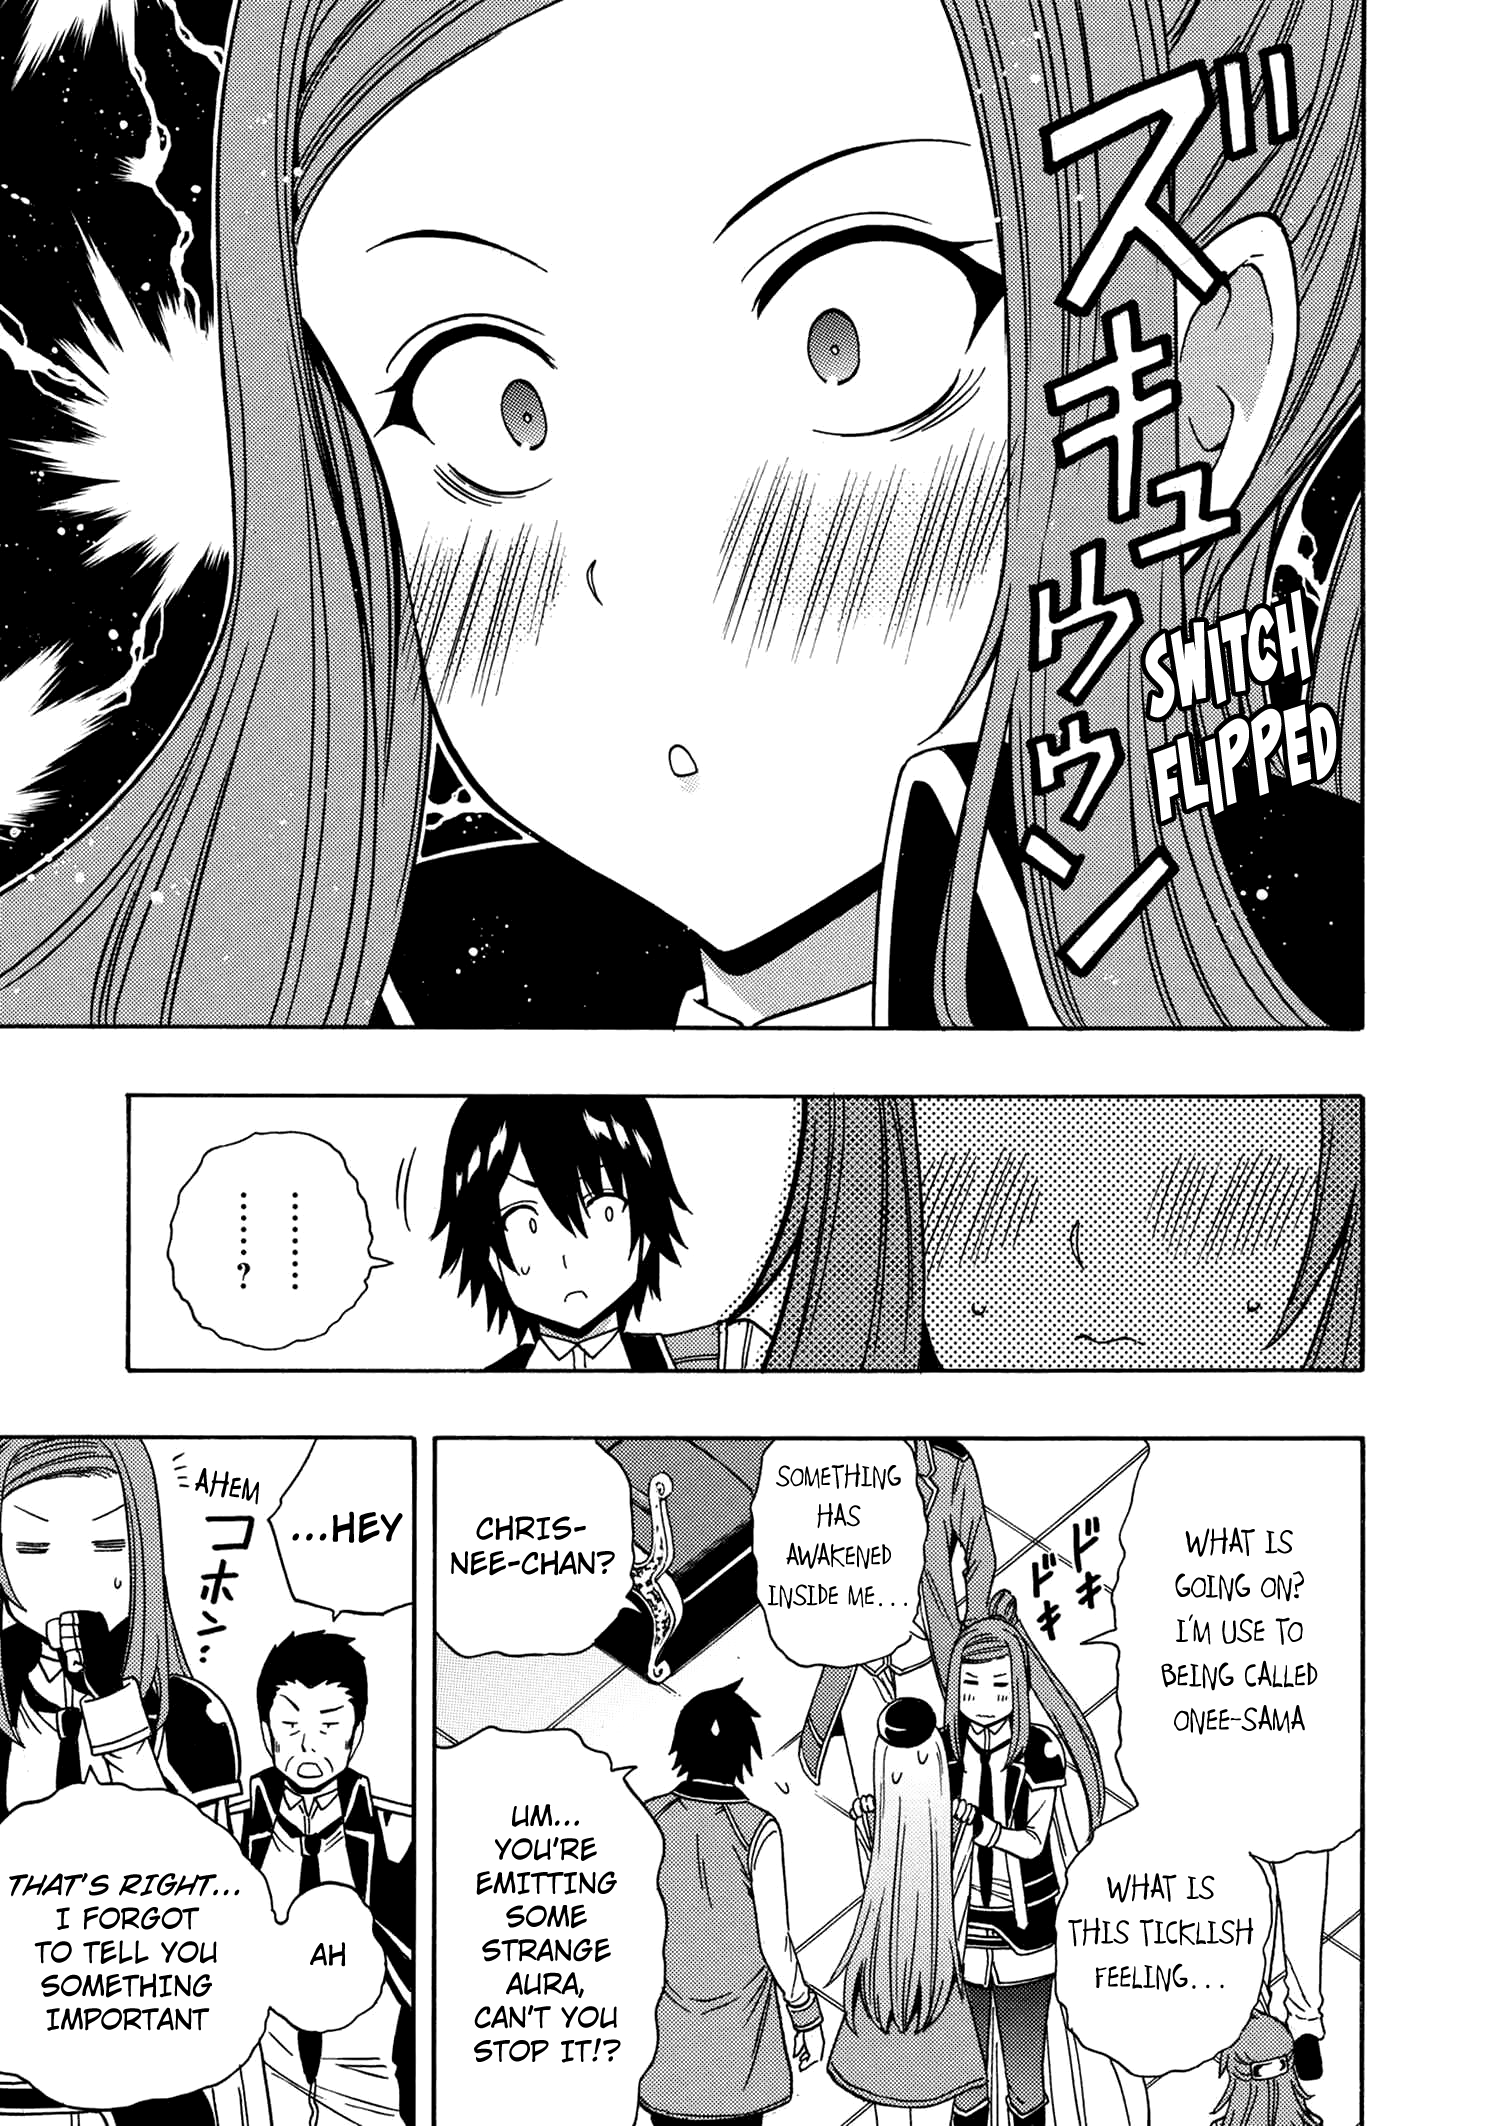 ズキュウウン
SWITCH
FLIPPED
…………
………?
WHAT IS
GOING ON?
I'M USE TO
BEING CALLED
ONEE-SAMA
WHAT IS
THIS TICKLISH
FEELING...
ドキドキ
SOMETHING
HAS
AWAKENED
INSIDE ME...
CHRIS-
NEE-CHAN?
UM...
YOU'RE
EMITTING
SOME
STRANGE
AURA,
CAN'T YOU
STOP IT!?
...HEY
AHEM
コホン…
AH
THAT'S RIGHT...
I FORGOT
TO TELL YOU
SOMETHING
IMPORTANT